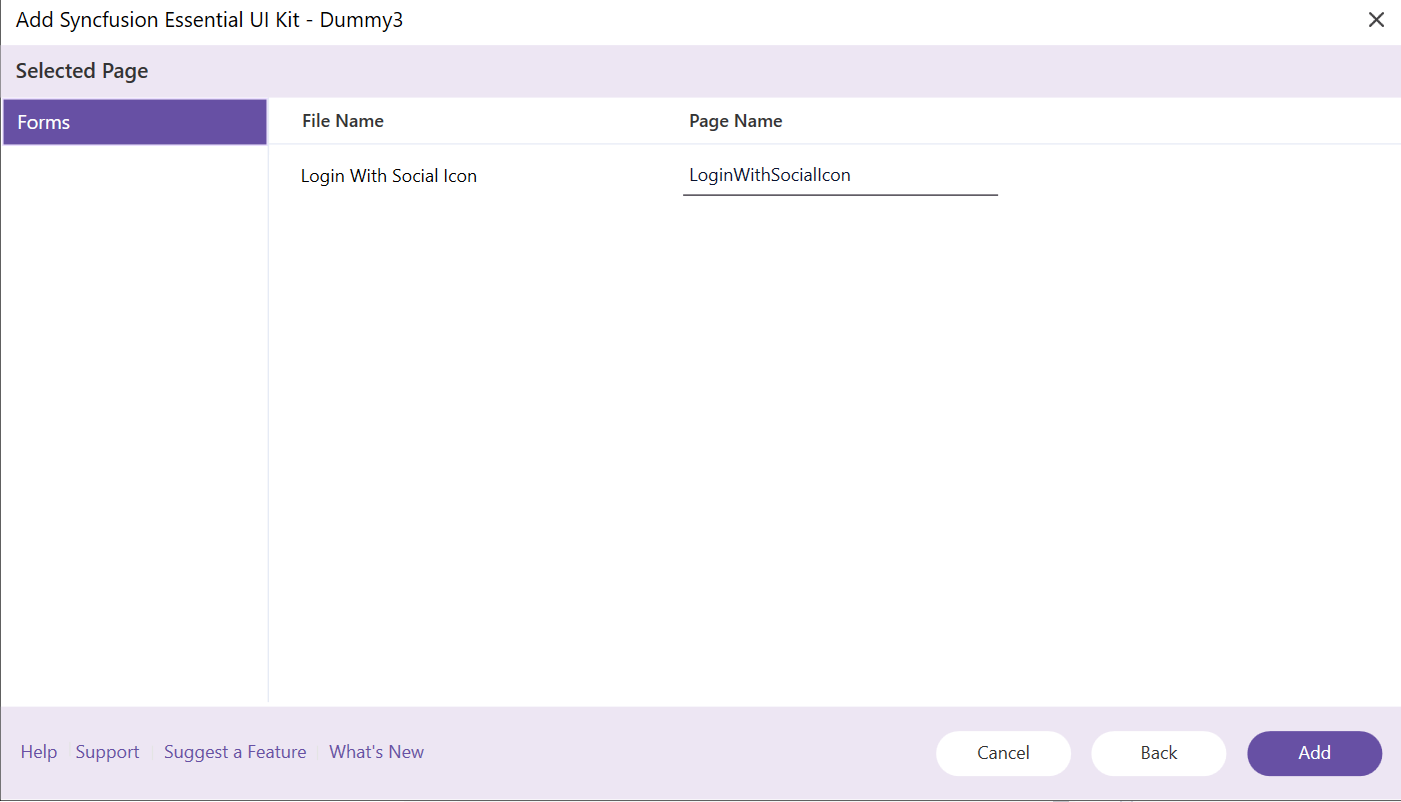 Add Syncfusion Essential UI Kit - Dummy3
Selected Page
Forms
File Name
Page Name
Login With Social Icon
LoginWithSocialIcon
Help
Support
Suggest a Feature
What's New
Cancel
Back
Add